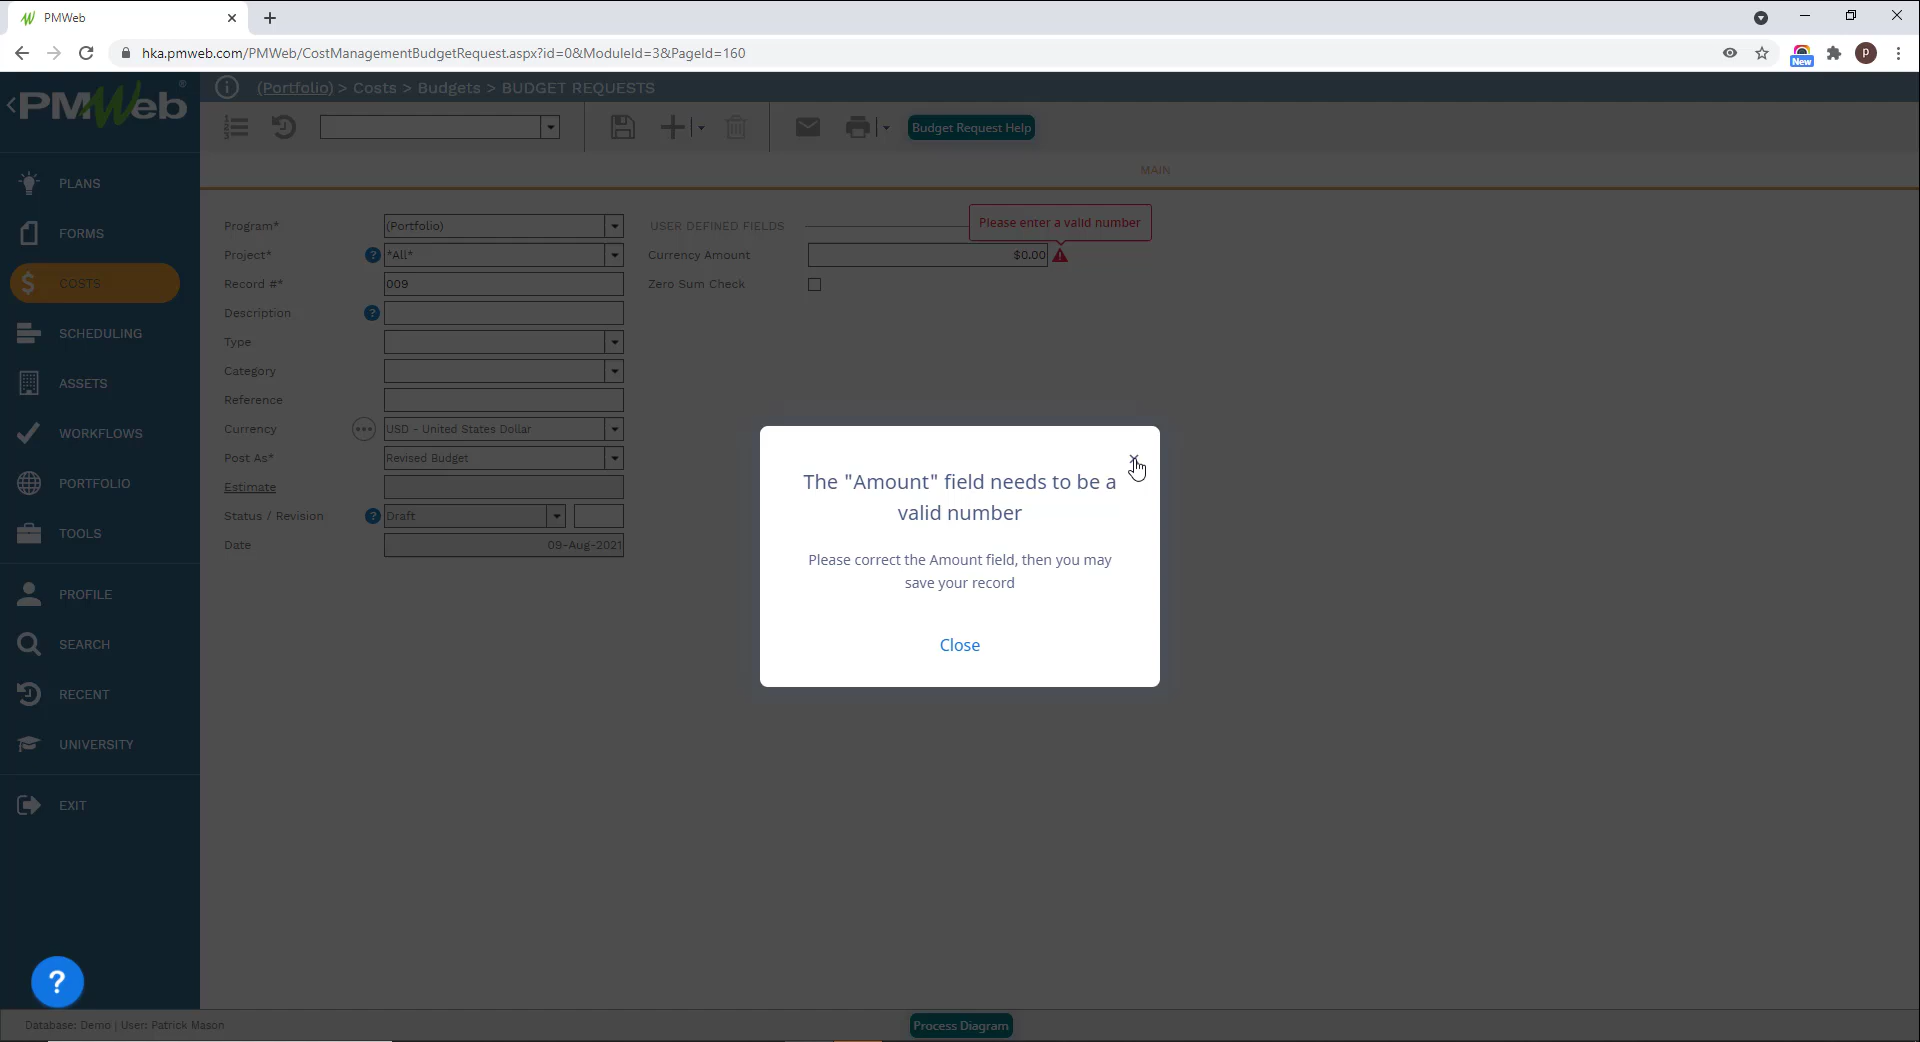 PMWeb
hka.pmweb.com/PMWeb/CostManagementBudgetRequest.aspx?id=0&ModuleId=3&PageId=160
New
P
PMWeb®
(Portfolio) > Costs > Budgets > BUDGET REQUESTS
Budget Request Help
MAIN
PLANS
FORMS
COSTS
SCHEDULING
ASSETS
WORKFLOWS
PORTFOLIO
TOOLS
PROFILE
SEARCH
RECENT
UNIVERSITY
EXIT
Program* (Portfolio)
Project* ? *All*
Record #* 009
Description ?
Type
Category
Reference
Currency USD - United States Dollar
Post As* Revised Budget
Estimate
Status / Revision ? Draft
Date 09-Aug-2021
USER DEFINED FIELDS
Please enter a valid number
Currency Amount $0.00
Zero Sum Check
The "Amount" field needs to be a
valid number
Please correct the Amount field, then you may
save your record
Close
?
Database: Demo | User: Patrick Mason
Process Diagram